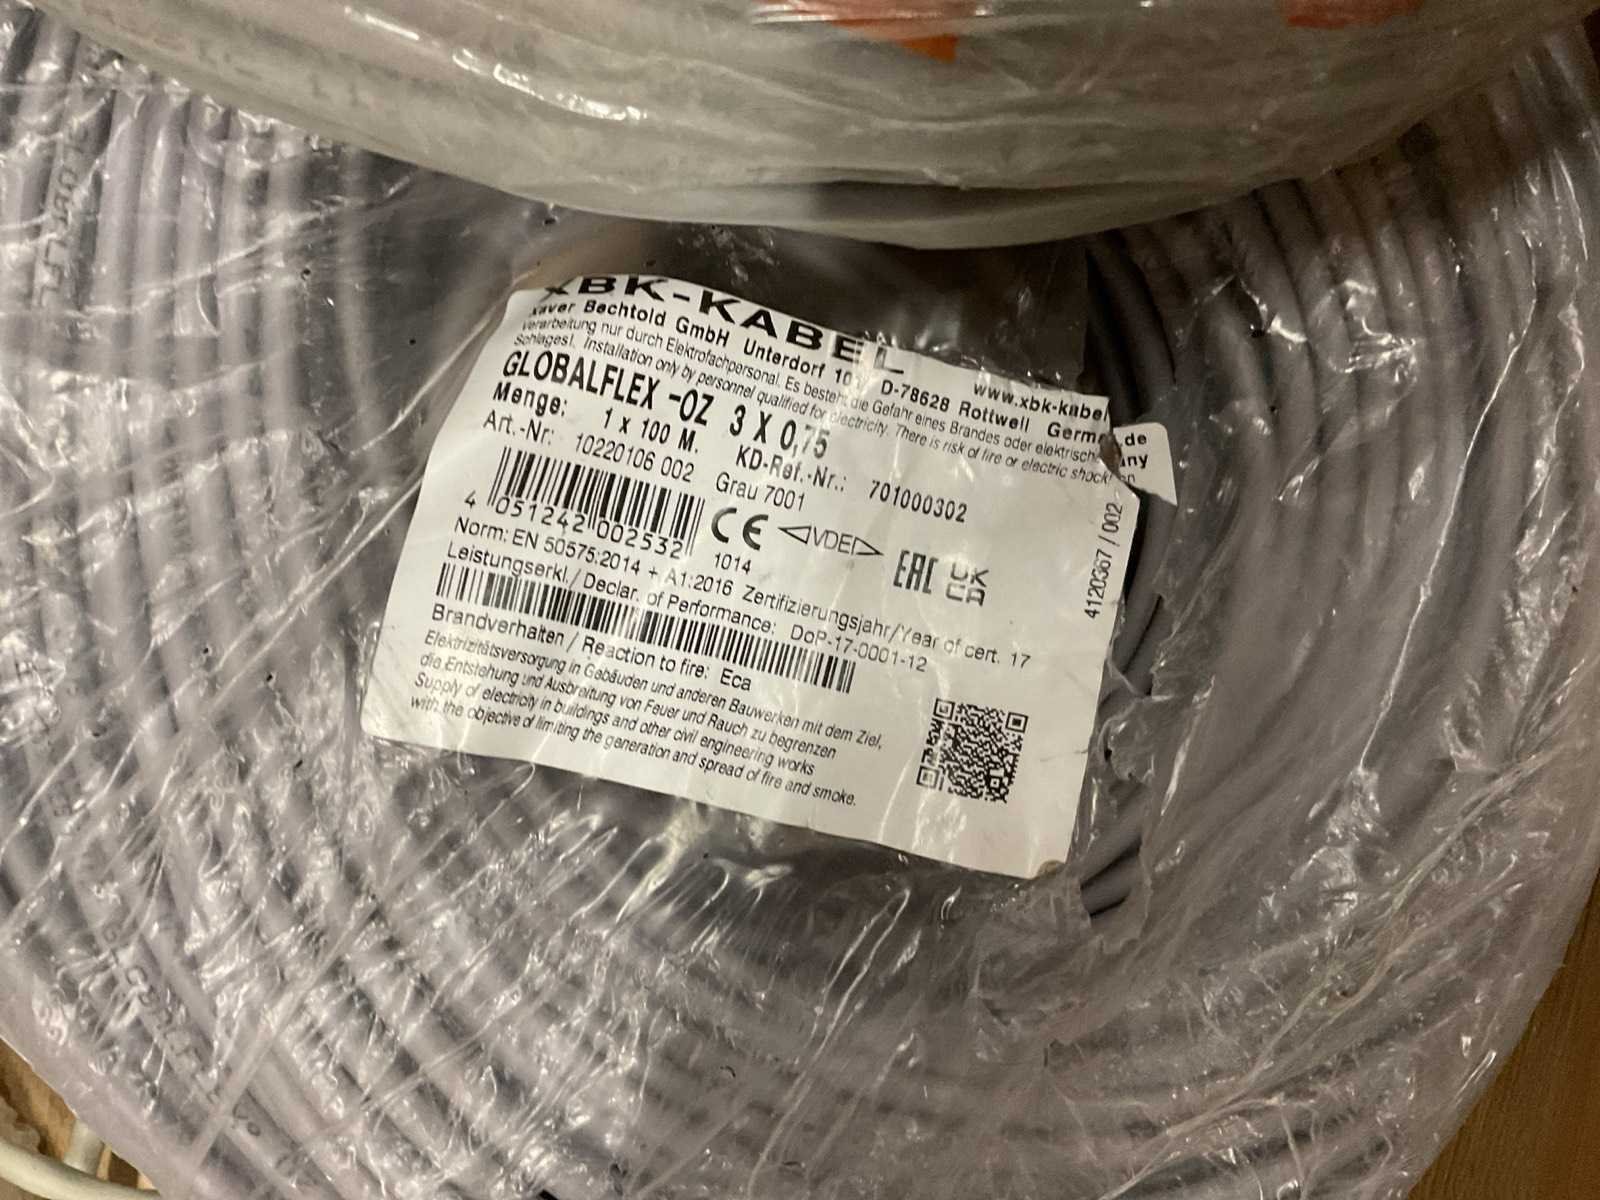 XBK-KABEL
Xaver Bechtold GmbH Unterdorf D-78628 Rottweil Germany
www.xbk-kabel.de
Verarbeitung nur durch Elektrofachpersonal. Es besteht die Gefahr eines Brandes oder elektrischen
Schlages!. Installation only by personnel qualified for electricity. There is risk of fire or electric shock!
GLOBALFLEX -OZ 3 X 0,75
Menge: 1 x 100 M. KD-Ref.-Nr.: 701000302
Art.-Nr: 10220106 002 Grau 7001
4 051242 002532
CE
1014
VDE
EAC
UK
CA
4120367 / 002
Norm: EN 50575:2014 + A1:2016 Zertifizierungsjahr/Year of cert. 17
Leistungserkl./ Declar. of Performance: DoP-17-0001-12
Brandverhalten / Reaction to fire: Eca
Elektrizitätsversorgung in Gebäuden und anderen Bauwerken mit dem Ziel,
die Entstehung und Ausbreitung von Feuer und Rauch zu begrenzen
Supply of electricity in buildings and other civil engineering works
with the objective of limiting the generation and spread of fire and smoke.